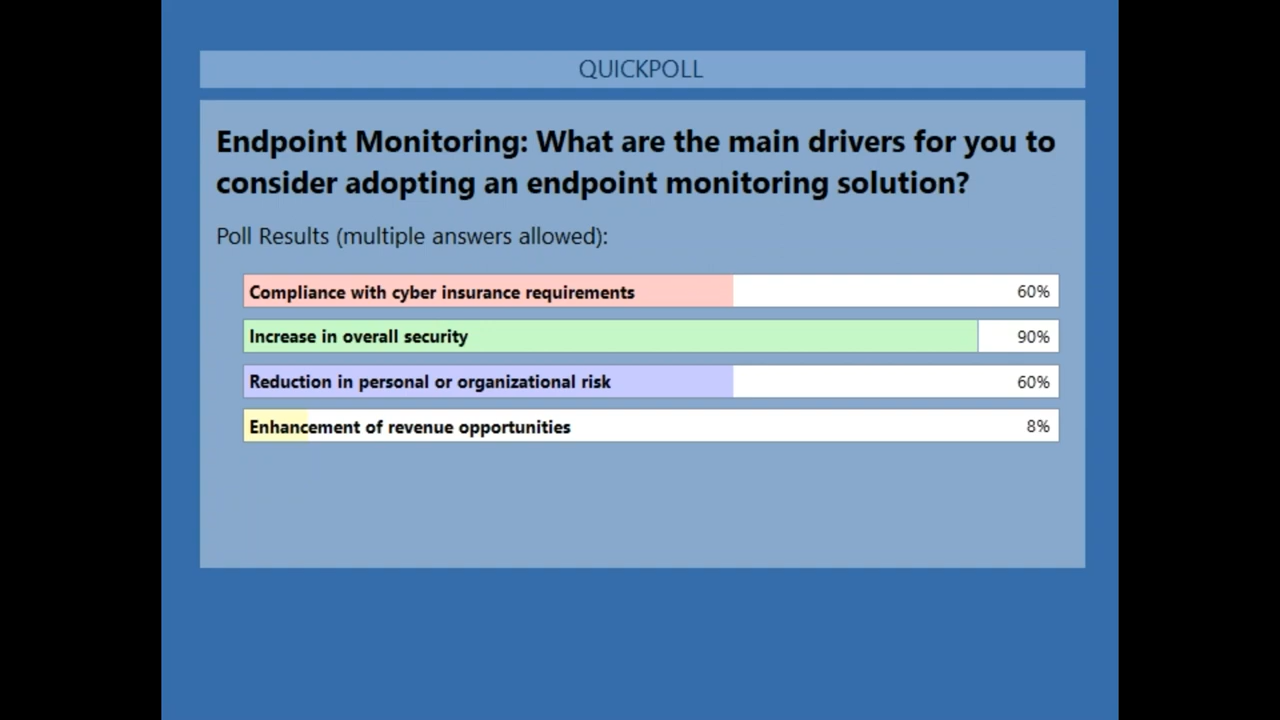 QUICKPOLL
Endpoint Monitoring: What are the main drivers for you to
consider adopting an endpoint monitoring solution?
Poll Results (multiple answers allowed):
Compliance with cyber insurance requirements 60%
Increase in overall security 90%
Reduction in personal or organizational risk 60%
Enhancement of revenue opportunities 8%